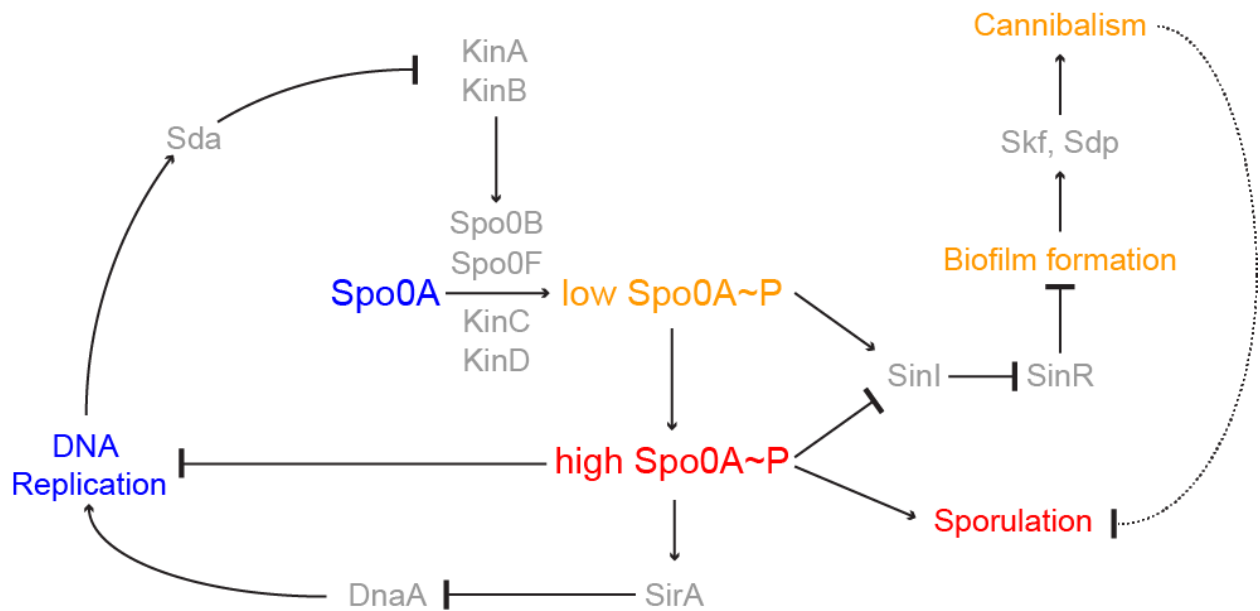 Cannibalism
KinA
KinB
Sda
Skf, Sdp
Spo0B
Spo0F
Biofilm formation
Spo0A
low Spo0A~P
KinC
KinD
SinI
SinR
DNA
Replication
high Spo0A~P
Sporulation
DnaA
SirA